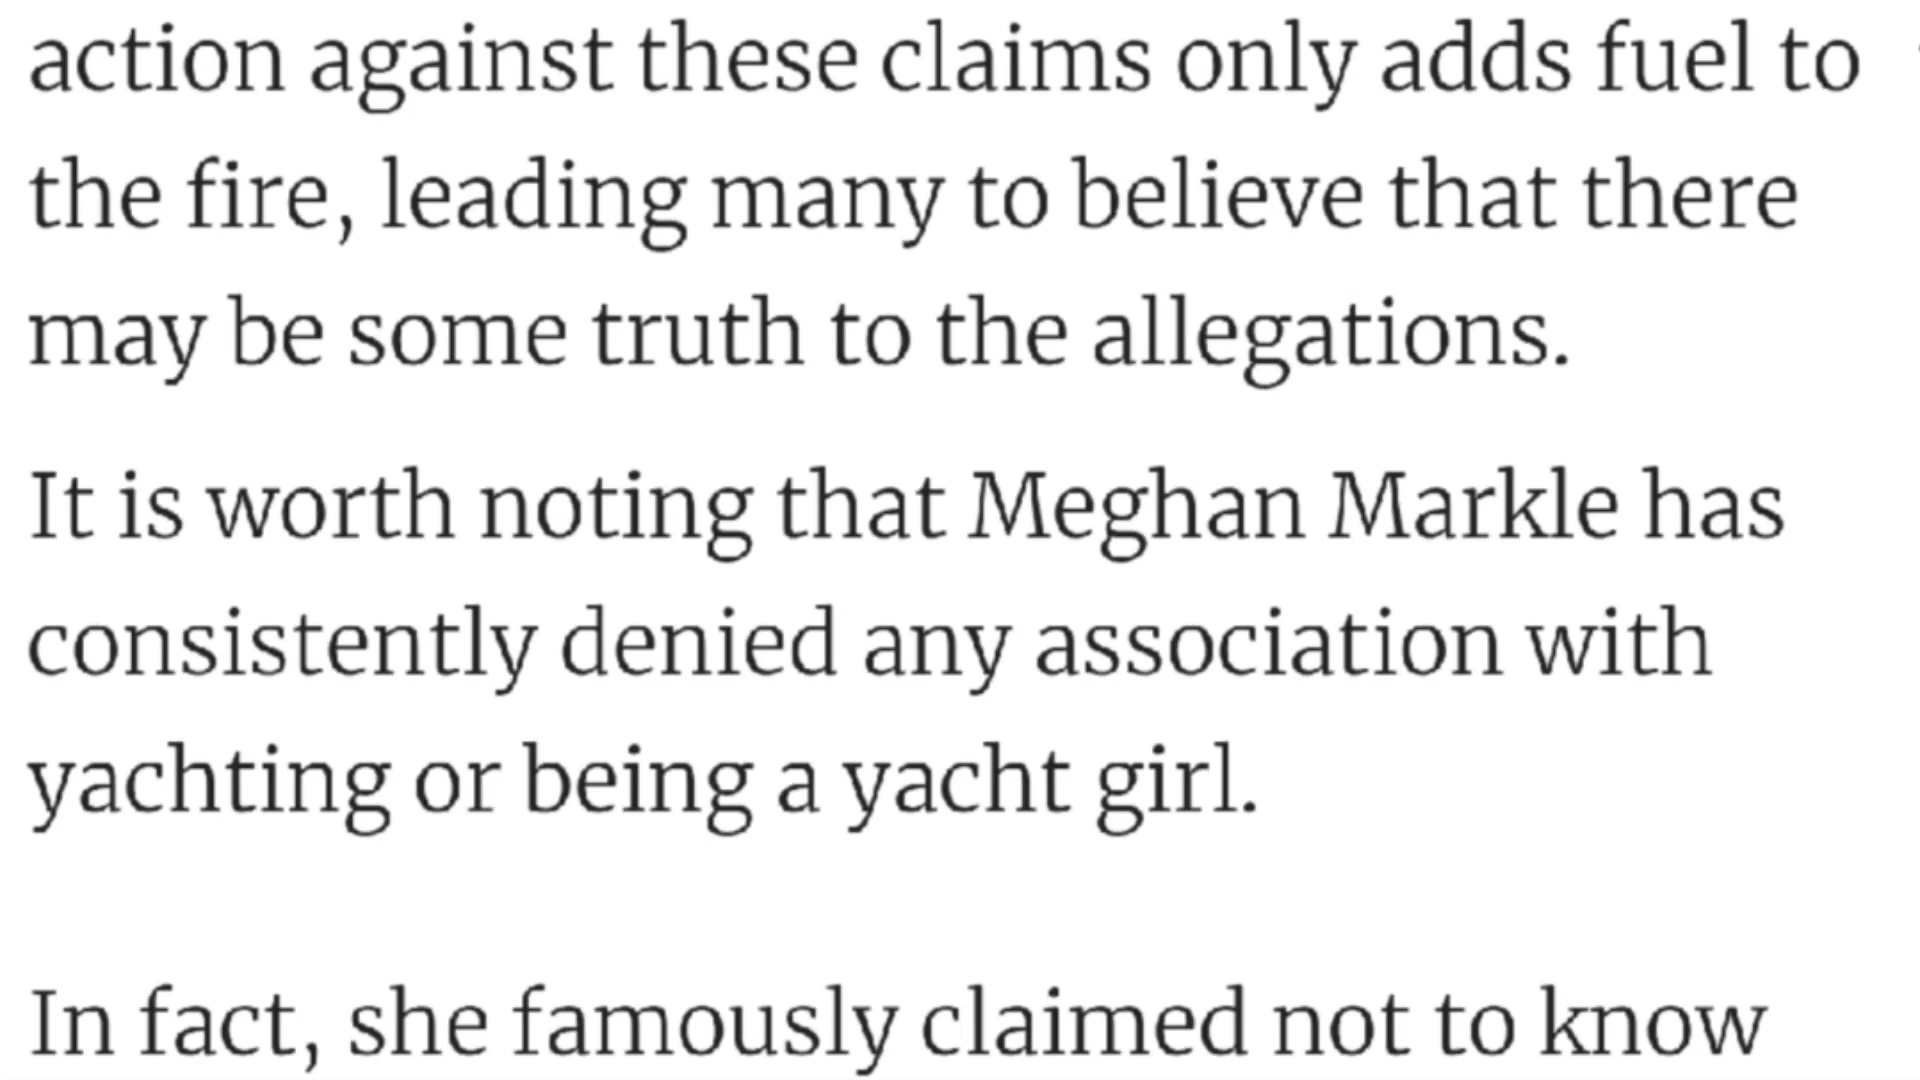 action against these claims only adds fuel to
the fire, leading many to believe that there
may be some truth to the allegations.
It is worth noting that Meghan Markle has
consistently denied any association with
yachting or being a yacht girl.
In fact, she famously claimed not to know